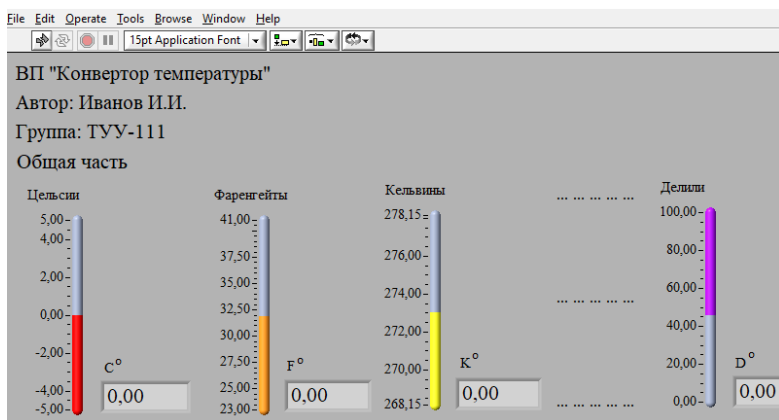 File Edit Operate Tools Browse Window Help
15pt Application Font
ВП "Конвертор температуры"
Автор: Иванов И.И.
Группа: ТУУ-111
Общая часть
Цельсии
5,00
4,00
2,00
0,00
-2,00
-4,00
-5,00
C°
0,00
Фаренгейты
41,00
37,50
35,00
32,50
30,00
27,50
25,00
23,00
F°
0,00
Кельвины
278,15
276,00
274,00
272,00
270,00
268,15
K°
0,00
... ... ... ... ...
... ... ... ... ...
... ... ... ... ...
Делили
100,00
80,00
60,00
40,00
20,00
0,00
D°
0,00